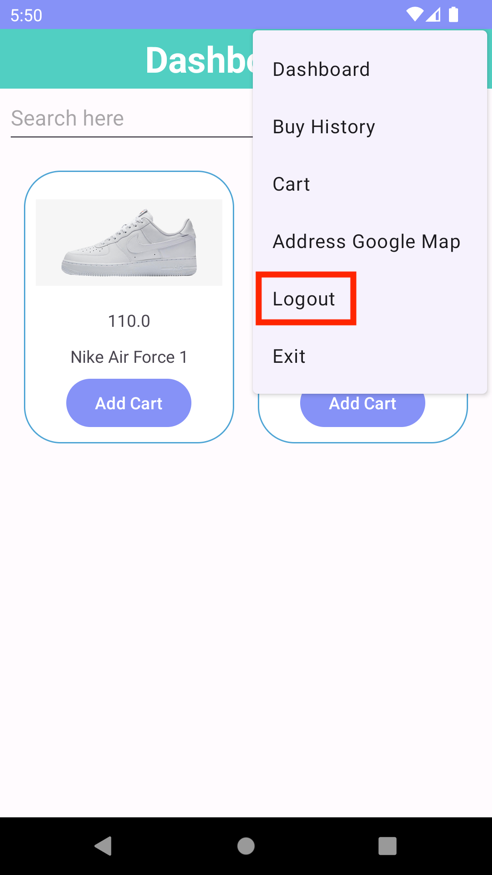 5:50
Dashbo
Dashboard
Buy History
Cart
Address Google Map
Logout
Exit
Search here
110.0
Nike Air Force 1
Add Cart
Add Cart